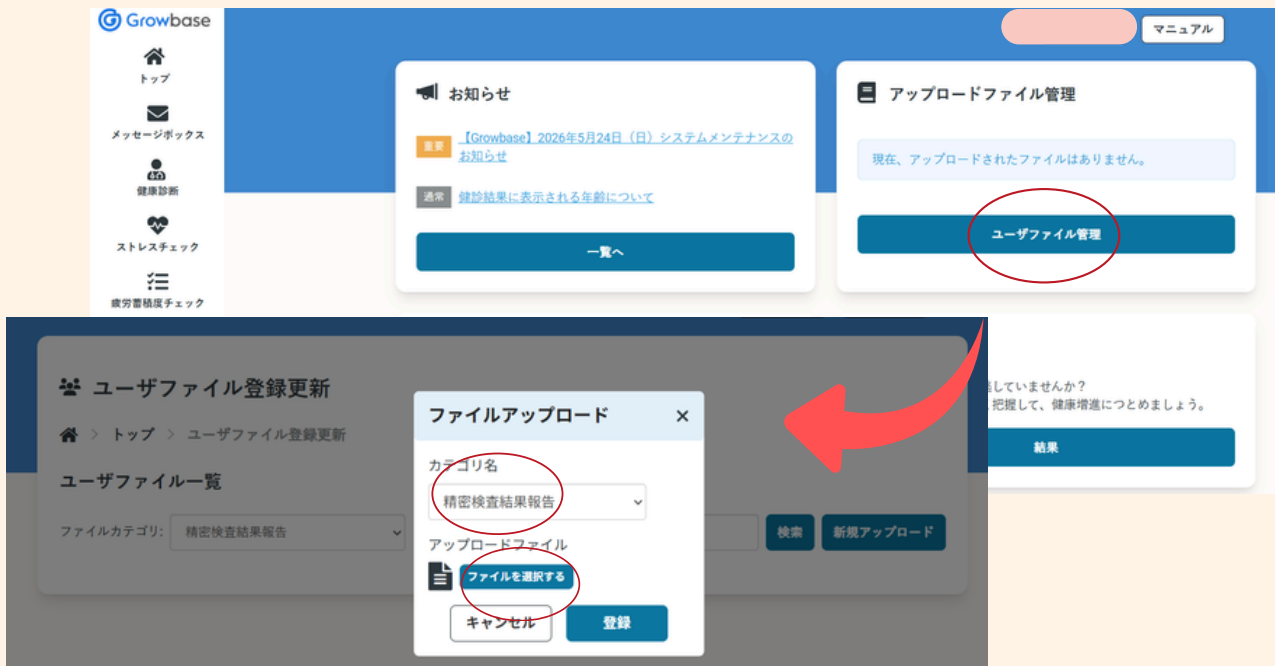 Growbase
マニュアル
トップ
メッセージボックス
健康診断
ストレスチェック
疲労蓄積度チェック
お知らせ
重要 【Growbase】2026年5月24日（日）システムメンテナンスの
お知らせ
通常 健診結果に表示される年齢について
一覧へ
アップロードファイル管理
現在、アップロードされたファイルはありません。
ユーザファイル管理
していませんか？
把握して、健康増進につとめましょう。
結果
ユーザファイル登録更新
> トップ > ユーザファイル登録更新
ユーザファイル一覧
ファイルカテゴリ: 精密検査結果報告
検索 新規アップロード
ファイルアップロード ×
カテゴリ名
精密検査結果報告
アップロードファイル
ファイルを選択する
キャンセル 登録